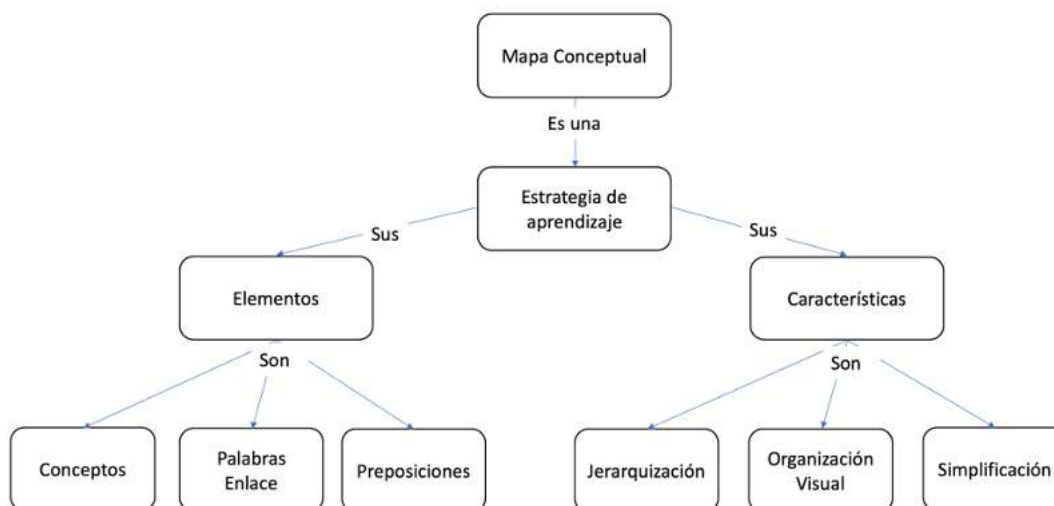 Mapa Conceptual
Es una
Estrategia de
aprendizaje
Sus
Sus
Elementos
Características
Son
Son
Conceptos
Palabras
Enlace
Preposiciones
Jerarquización
Organización
Visual
Simplificación